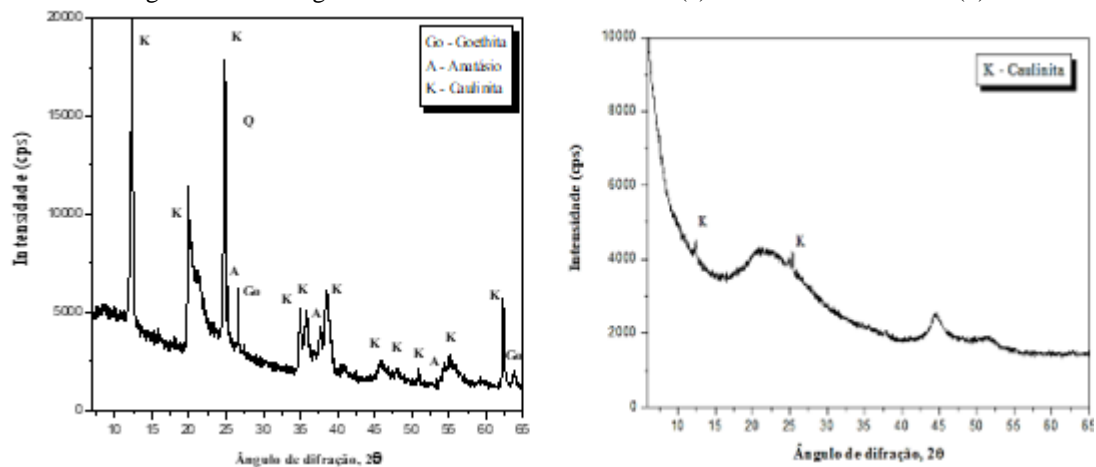 20000
15000
10000
5000
0
10 15 20 25 30 35 40 45 50 55 60 65
Intensidade (cps)
Ângulo de difração, 2θ
Go - Goethita
A - Anatásio
K - Caulinita
K
K
Q
K
A
Go
K
K
A
K
K
K
K
A
K
K
Go
10000
8000
6000
4000
2000
0
10 15 20 25 30 35 40 45 50 55 60 65
Intensidade (cps)
Ângulo de difração, 2θ
K - Caulinita
K
K